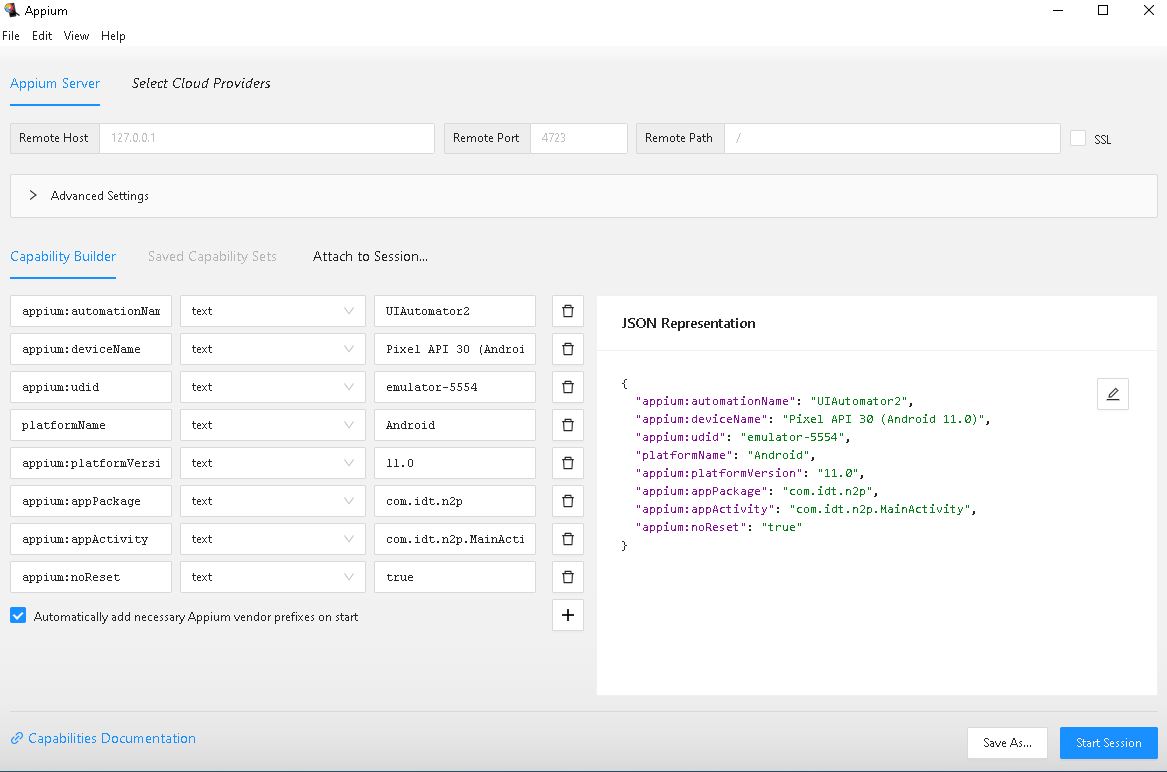 Appium
File Edit View Help
Appium Server Select Cloud Providers
Remote Host 127.0.0.1 Remote Port 4723 Remote Path / SSL
Advanced Settings
Capability Builder Saved Capability Sets Attach to Session...
appium:automationNam text UIAutomator2
appium:deviceName text Pixel API 30 (Androi
appium:udid text emulator-5554
platformName text Android
appium:platformVersi text 11.0
appium:appPackage text com.idt.n2p
appium:appActivity text com.idt.n2p.MainActi
appium:noReset text true
Automatically add necessary Appium vendor prefixes on start
JSON Representation
{
"appium:automationName": "UIAutomator2",
"appium:deviceName": "Pixel API 30 (Android 11.0)",
"appium:udid": "emulator-5554",
"platformName": "Android",
"appium:platformVersion": "11.0",
"appium:appPackage": "com.idt.n2p",
"appium:appActivity": "com.idt.n2p.MainActivity",
"appium:noReset": "true"
}
Capabilities Documentation
Save As... Start Session